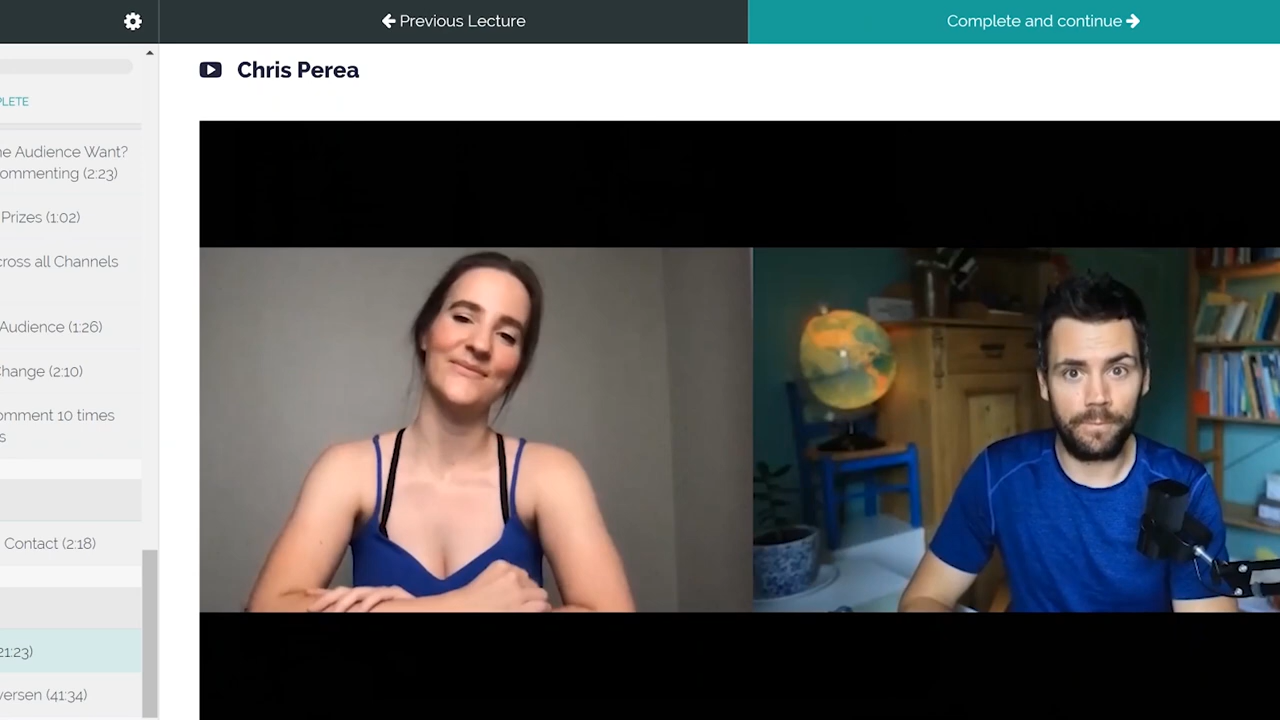 Previous Lecture
Complete and continue
Chris Perea
PLETE
ne Audience Want?
ommenting (2:23)
Prizes (1:02)
cross all Channels
Audience (1:26)
hange (2:10)
omment 10 times
s
Contact (2:18)
21:23)
versen (41:34)